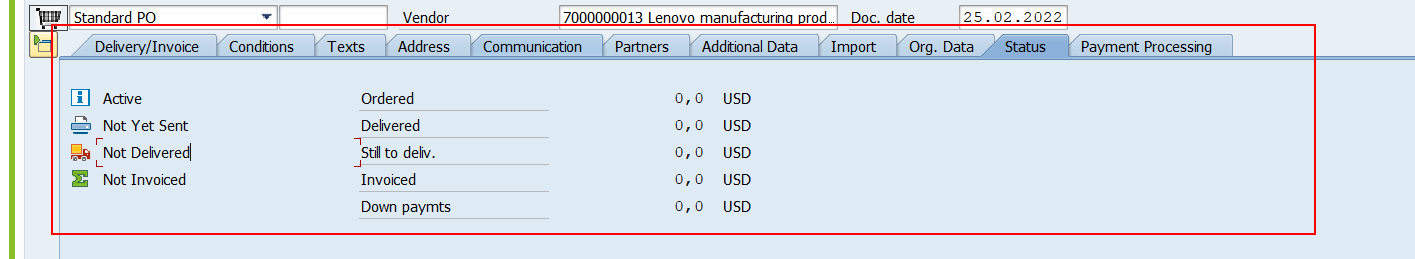 Standard PO Vendor 7000000013 Lenovo manufacturing prod... Doc. date 25.02.2022
Delivery/Invoice Conditions Texts Address Communication Partners Additional Data Import Org. Data Status Payment Processing
Active Ordered 0,0 USD
Not Yet Sent Delivered 0,0 USD
Not Delivered Still to deliv. 0,0 USD
Not Invoiced Invoiced 0,0 USD
Down paymts 0,0 USD